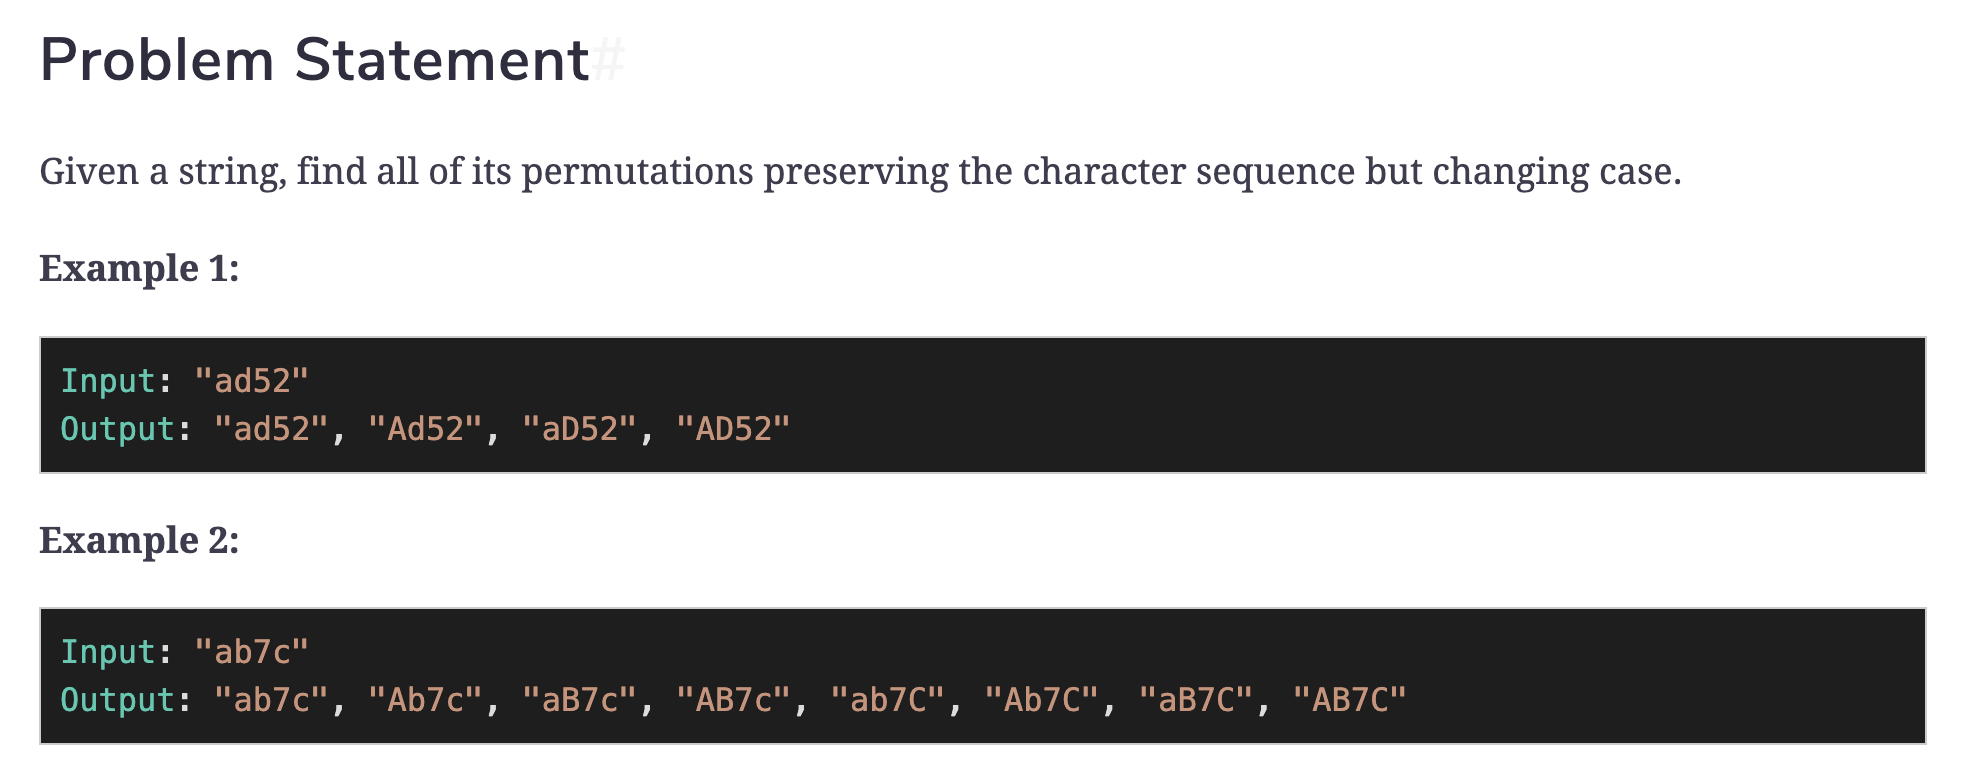 Problem Statement#
Given a string, find all of its permutations preserving the character sequence but changing case.
Example 1:
Input: "ad52"
Output: "ad52", "Ad52", "aD52", "AD52"
Example 2:
Input: "ab7c"
Output: "ab7c", "Ab7c", "aB7c", "AB7c", "ab7C", "Ab7C", "aB7C", "AB7C"